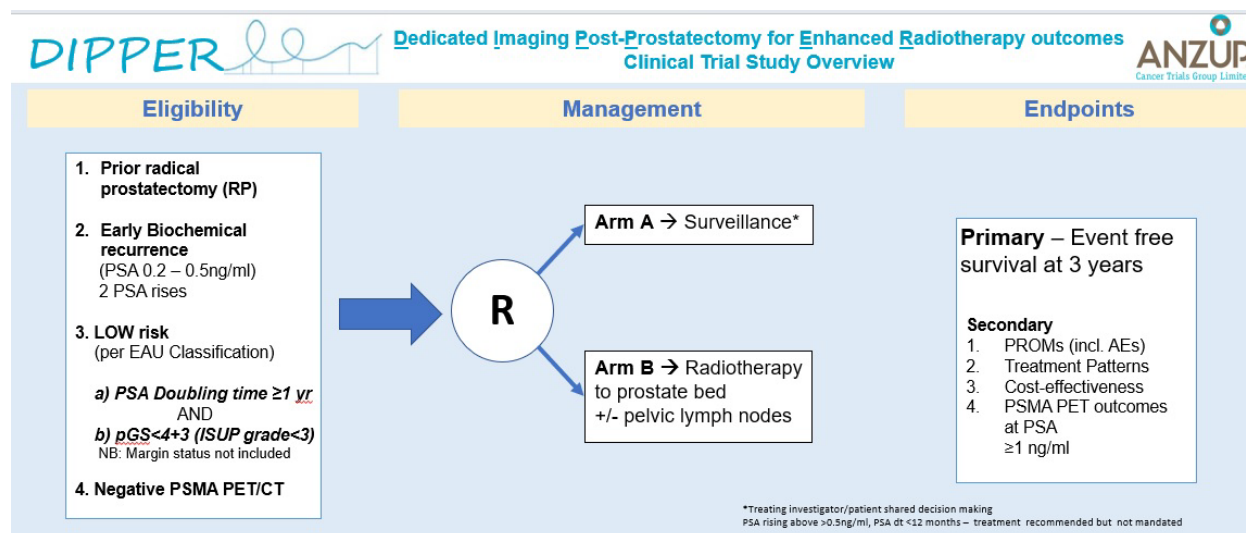 DIPPER
Dedicated Imaging Post-Prostatectomy for Enhanced Radiotherapy outcomes
Clinical Trial Study Overview
ANZUP
Cancer Trials Group Limite
Eligibility
Management
Endpoints
1. Prior radical
prostatectomy (RP)
2. Early Biochemical
recurrence
(PSA 0.2 – 0.5ng/ml)
2 PSA rises
3. LOW risk
(per EAU Classification)
a) PSA Doubling time ≥1 yr
AND
b) pGS<4+3 (ISUP grade<3)
NB: Margin status not included
4. Negative PSMA PET/CT
R
Arm A → Surveillance*
Arm B → Radiotherapy
to prostate bed
+/- pelvic lymph nodes
Primary – Event free
survival at 3 years
Secondary
1. PROMs (incl. AEs)
2. Treatment Patterns
3. Cost-effectiveness
4. PSMA PET outcomes
at PSA
≥1 ng/ml
*Treating investigator/patient shared decision making
PSA rising above >0.5ng/ml, PSA dt <12 months – treatment recommended but not mandated